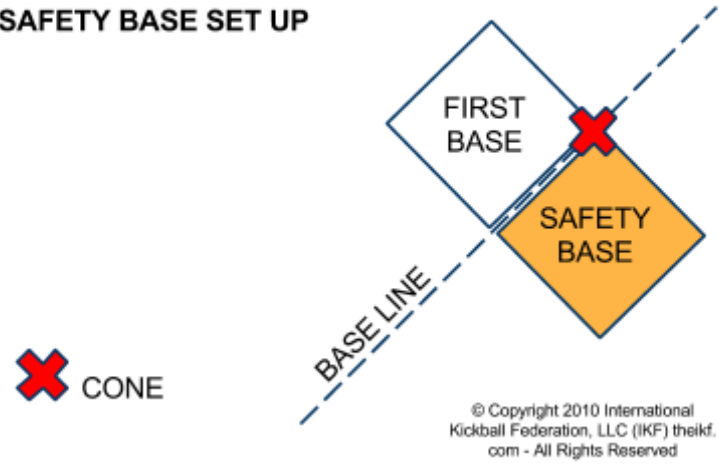 SAFETY BASE SET UP
FIRST
BASE
SAFETY
BASE
BASE LINE
CONE
© Copyright 2010 International
Kickball Federation, LLC (IKF) theikf.
com - All Rights Reserved